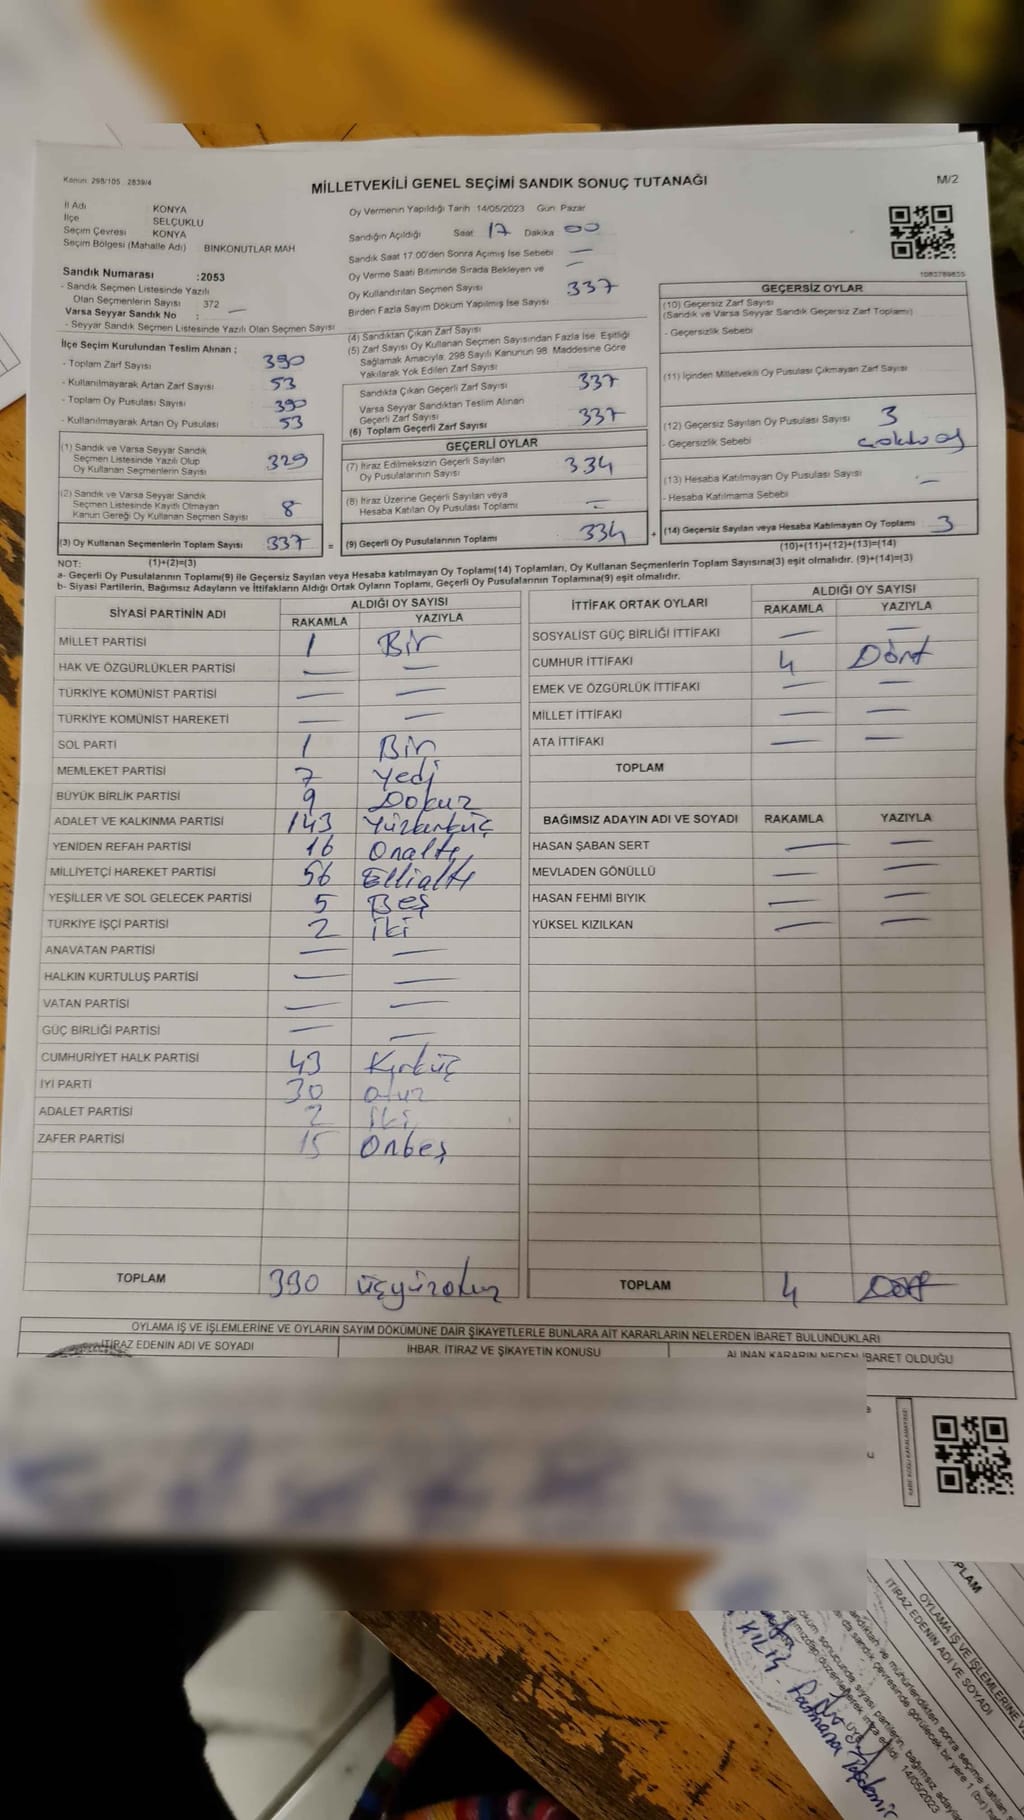 Kanun: 298/105 2839/4
MİLLETVEKİLİ GENEL SEÇİMİ SANDIK SONUÇ TUTANAĞI
M/2
İl Adı KONYA
İlçe SELÇUKLU
Seçim Çevresi KONYA
Seçim Bölgesi (Mahalle Adı) BİNKONUTLAR MAH
Sandık Numarası :2053
- Sandık Seçmen Listesinde Yazılı
Olan Seçmenlerin Sayısı 372
Varsa Seyyar Sandık No : —
- Seyyar Sandık Seçmen Listesinde Yazılı Olan Seçmen Sayısı
Oy Vermenin Yapıldığı Tarih 14/05/2023 Gün: Pazar
Sandığın Açıldığı Saat 17 Dakika 00
Sandık Saat 17:00'den Sonra Açılmış İse Sebebi —
Oy Verme Saati Bitiminde Sırada Bekleyen ve —
Oy Kullandırılan Seçmen Sayısı 337
Birden Fazla Sayım Döküm Yapılmış İse Sayısı
1083789835
İlçe Seçim Kurulundan Teslim Alınan ;
- Toplam Zarf Sayısı 390
- Kullanılmayarak Artan Zarf Sayısı 53
- Toplam Oy Pusulası Sayısı 390
- Kullanılmayarak Artan Oy Pusulası 53
(1) Sandık ve Varsa Seyyar Sandık
Seçmen Listesinde Yazılı Olup
Oy Kullanan Seçmenlerin Sayısı 329
(2) Sandık ve Varsa Seyyar Sandık
Seçmen Listesinde Kayıtlı Olmayan
Kanun Gereği Oy Kullanan Seçmen Sayısı 8
(3) Oy Kullanan Seçmenlerin Toplam Sayısı 337 =
(4) Sandıktan Çıkan Zarf Sayısı
(5) Zarf Sayısı Oy Kullanan Seçmen Sayısından Fazla İse, Eşitliği
Sağlamak Amacıyla, 298 Sayılı Kanunun 98. Maddesine Göre
Yakılarak Yok Edilen Zarf Sayısı
Sandıkta Çıkan Geçerli Zarf Sayısı 337
Varsa Seyyar Sandıktan Teslim Alınan
Geçerli Zarf Sayısı
(6) Toplam Geçerli Zarf Sayısı 337
GEÇERLİ OYLAR
(7) İtiraz Edilmeksizin Geçerli Sayılan
Oy Pusulalarının Sayısı 334
(8) İtiraz Üzerine Geçerli Sayılan veya
Hesaba Katılan Oy Pusulası Toplamı —
(9) Geçerli Oy Pusulalarının Toplamı 334 +
GEÇERSİZ OYLAR
(10) Geçersiz Zarf Sayısı
(Sandık ve Varsa Seyyar Sandık Geçersiz Zarf Toplamı)
- Geçersizlik Sebebi
(11) İçinden Milletvekili Oy Pusulası Çıkmayan Zarf Sayısı
(12) Geçersiz Sayılan Oy Pusulası Sayısı 3
- Geçersizlik Sebebi
(13) Hesaba Katılmayan Oy Pusulası Sayısı —
- Hesaba Katılmama Sebebi
(14) Geçersiz Sayılan veya Hesaba Katılmayan Oy Toplamı 3
NOT: (1)+(2)=(3) (10)+(11)+(12)+(13)=(14)
a- Geçerli Oy Pusulalarının Toplamı(9) ile Geçersiz Sayılan veya Hesaba katılmayan Oy Toplamı(14) Toplamları, Oy Kullanan Seçmenlerin Toplam Sayısına(3) eşit olmalıdır. (9)+(14)=(3)
b- Siyasi Partilerin, Bağımsız Adayların ve İttifakların Aldığı Ortak Oyların Toplamı, Geçerli Oy Pusulalarının Toplamına(9) eşit olmalıdır.
SİYASİ PARTİNİN ADI ALDIĞI OY SAYISI
RAKAMLA YAZIYLA
MİLLET PARTİSİ 1 Bir
HAK VE ÖZGÜRLÜKLER PARTİSİ — —
TÜRKİYE KOMÜNİST PARTİSİ — —
TÜRKİYE KOMÜNİST HAREKETİ — —
SOL PARTİ 1 Bir
MEMLEKET PARTİSİ 7 Yedi
BÜYÜK BİRLİK PARTİSİ 9 Dokuz
ADALET VE KALKINMA PARTİSİ 143 Yüzkırküç
YENİDEN REFAH PARTİSİ 16 Onaltı
MİLLİYETÇİ HAREKET PARTİSİ 56 Ellialtı
YEŞİLLER VE SOL GELECEK PARTİSİ 5 Beş
TÜRKİYE İŞÇİ PARTİSİ 2 iki
ANAVATAN PARTİSİ — —
HALKIN KURTULUŞ PARTİSİ — —
VATAN PARTİSİ — —
GÜÇ BİRLİĞİ PARTİSİ — —
CUMHURİYET HALK PARTİSİ 43 Kırküç
İYİ PARTİ 30 otuz
ADALET PARTİSİ 2 iki
ZAFER PARTİSİ 15 Onbeş
TOPLAM 330 üçyüzotuz
İTTİFAK ORTAK OYLARI ALDIĞI OY SAYISI
RAKAMLA YAZIYLA
SOSYALİST GÜÇ BİRLİĞİ İTTİFAKI — —
CUMHUR İTTİFAKI 4 Dört
EMEK VE ÖZGÜRLÜK İTTİFAKI — —
MİLLET İTTİFAKI — —
ATA İTTİFAKI — —
TOPLAM
BAĞIMSIZ ADAYIN ADI VE SOYADI RAKAMLA YAZIYLA
HASAN ŞABAN SERT — —
MEVLADEN GÖNÜLLÜ — —
HASAN FEHMİ BIYIK — —
YÜKSEL KIZILKAN — —
TOPLAM 4 Dört
OYLAMA İŞ VE İŞLEMLERİNE VE OYLARIN SAYIM DÖKÜMÜNE DAİR ŞİKAYETLERLE BUNLARA AİT KARARLARIN NELERDEN İBARET BULUNDUKLARI
İTİRAZ EDENİN ADI VE SOYADI İHBAR, İTİRAZ VE ŞİKAYETİN KONUSU ALINAN KARARIN NEDEN İBARET OLDUĞU
PLAM
OYLAMA İŞ VE İŞLEMLERİNE V
İTİRAZ EDENİN ADI VE SOYADI
KILIÇ
ÜYE
14/05/2023